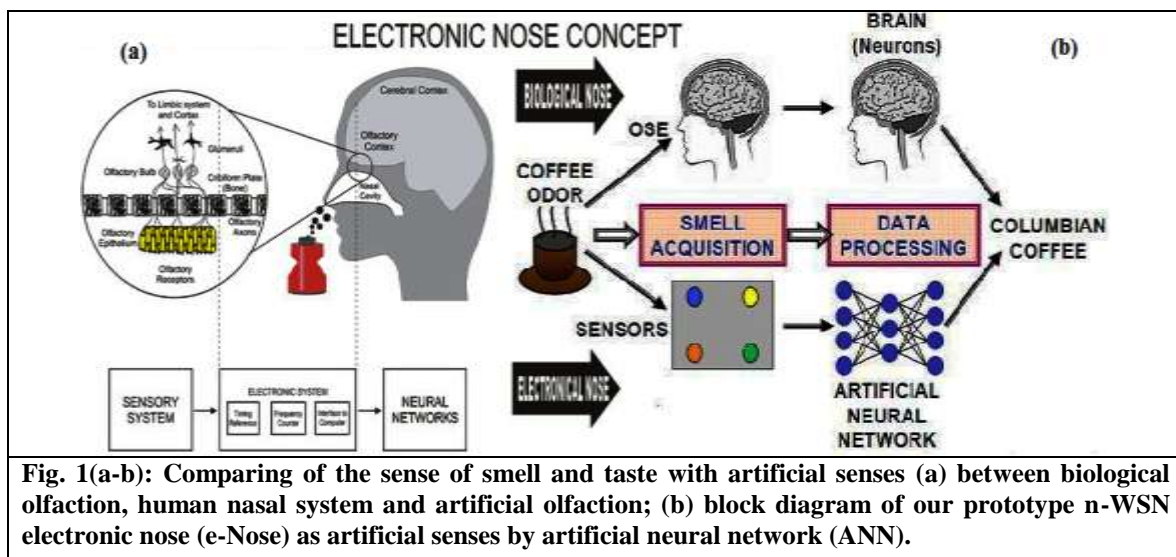 (a)
ELECTRONIC NOSE CONCEPT
To Limbic system
and Cortex
Glomeruli
Olfactory Bulb
Cribiform Plate
(Bone)
Olfactory
Axons
Olfactory
Epithelium
Olfactory
Receptors
Cerebral Cortex
Olfactory
Cortex
Nasal
Cavity
SENSORY
SYSTEM
ELECTRONIC SYSTEM
Timing
Reference
Frequency
Counter
Interface to
Computer
NEURAL
NETWORKS
(b)
BIOLOGICAL NOSE
OSE
BRAIN
(Neurons)
COFFEE
ODOR
SMELL
ACQUISITION
DATA
PROCESSING
COLUMBIAN
COFFEE
SENSORS
ELECTRONICAL NOSE
ARTIFICIAL
NEURAL
NETWORK
Fig. 1(a-b): Comparing of the sense of smell and taste with artificial senses (a) between biological
olfaction, human nasal system and artificial olfaction; (b) block diagram of our prototype n-WSN
electronic nose (e-Nose) as artificial senses by artificial neural network (ANN).